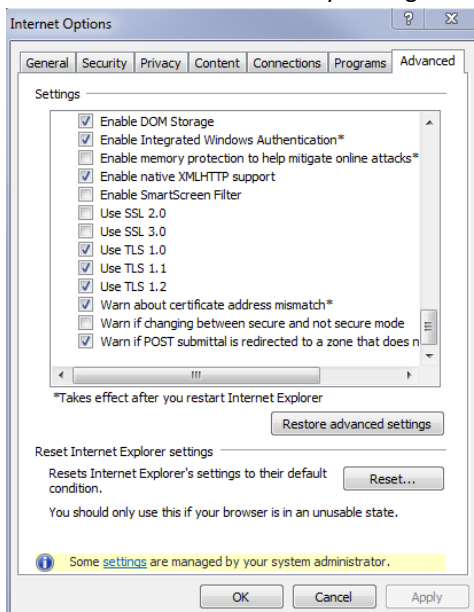 Internet Options
General Security Privacy Content Connections Programs Advanced
Settings
Enable DOM Storage
Enable Integrated Windows Authentication*
Enable memory protection to help mitigate online attacks*
Enable native XMLHTTP support
Enable SmartScreen Filter
Use SSL 2.0
Use SSL 3.0
Use TLS 1.0
Use TLS 1.1
Use TLS 1.2
Warn about certificate address mismatch*
Warn if changing between secure and not secure mode
Warn if POST submittal is redirected to a zone that does n
*Takes effect after you restart Internet Explorer
Restore advanced settings
Reset Internet Explorer settings
Resets Internet Explorer's settings to their default
condition.
Reset...
You should only use this if your browser is in an unusable state.
Some settings are managed by your system administrator.
OK Cancel Apply